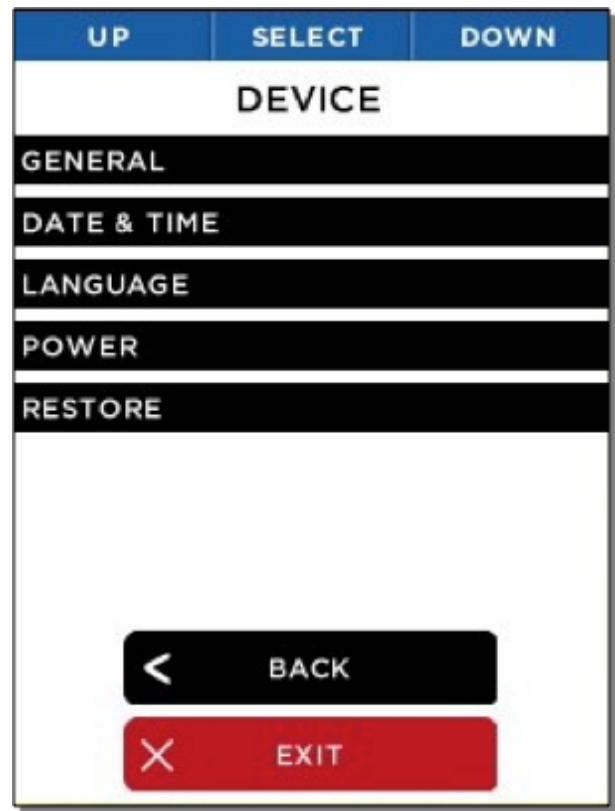 UP SELECT DOWN
DEVICE
GENERAL
DATE & TIME
LANGUAGE
POWER
RESTORE
< BACK
X EXIT